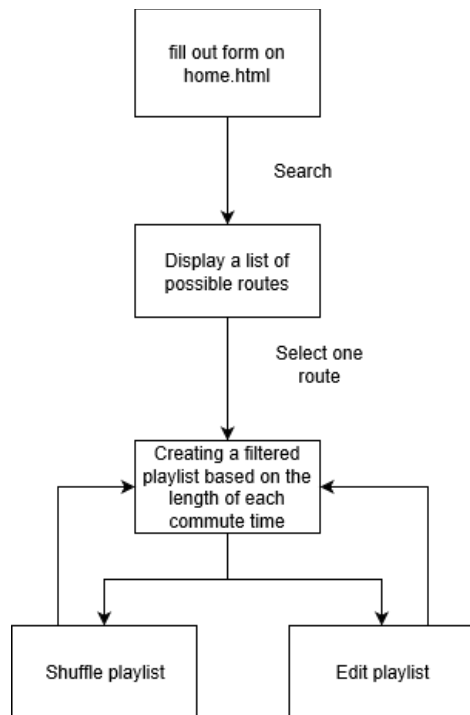 fill out form on
home.html
Search
Display a list of
possible routes
Select one
route
Creating a filtered
playlist based on the
length of each
commute time
Shuffle playlist
Edit playlist